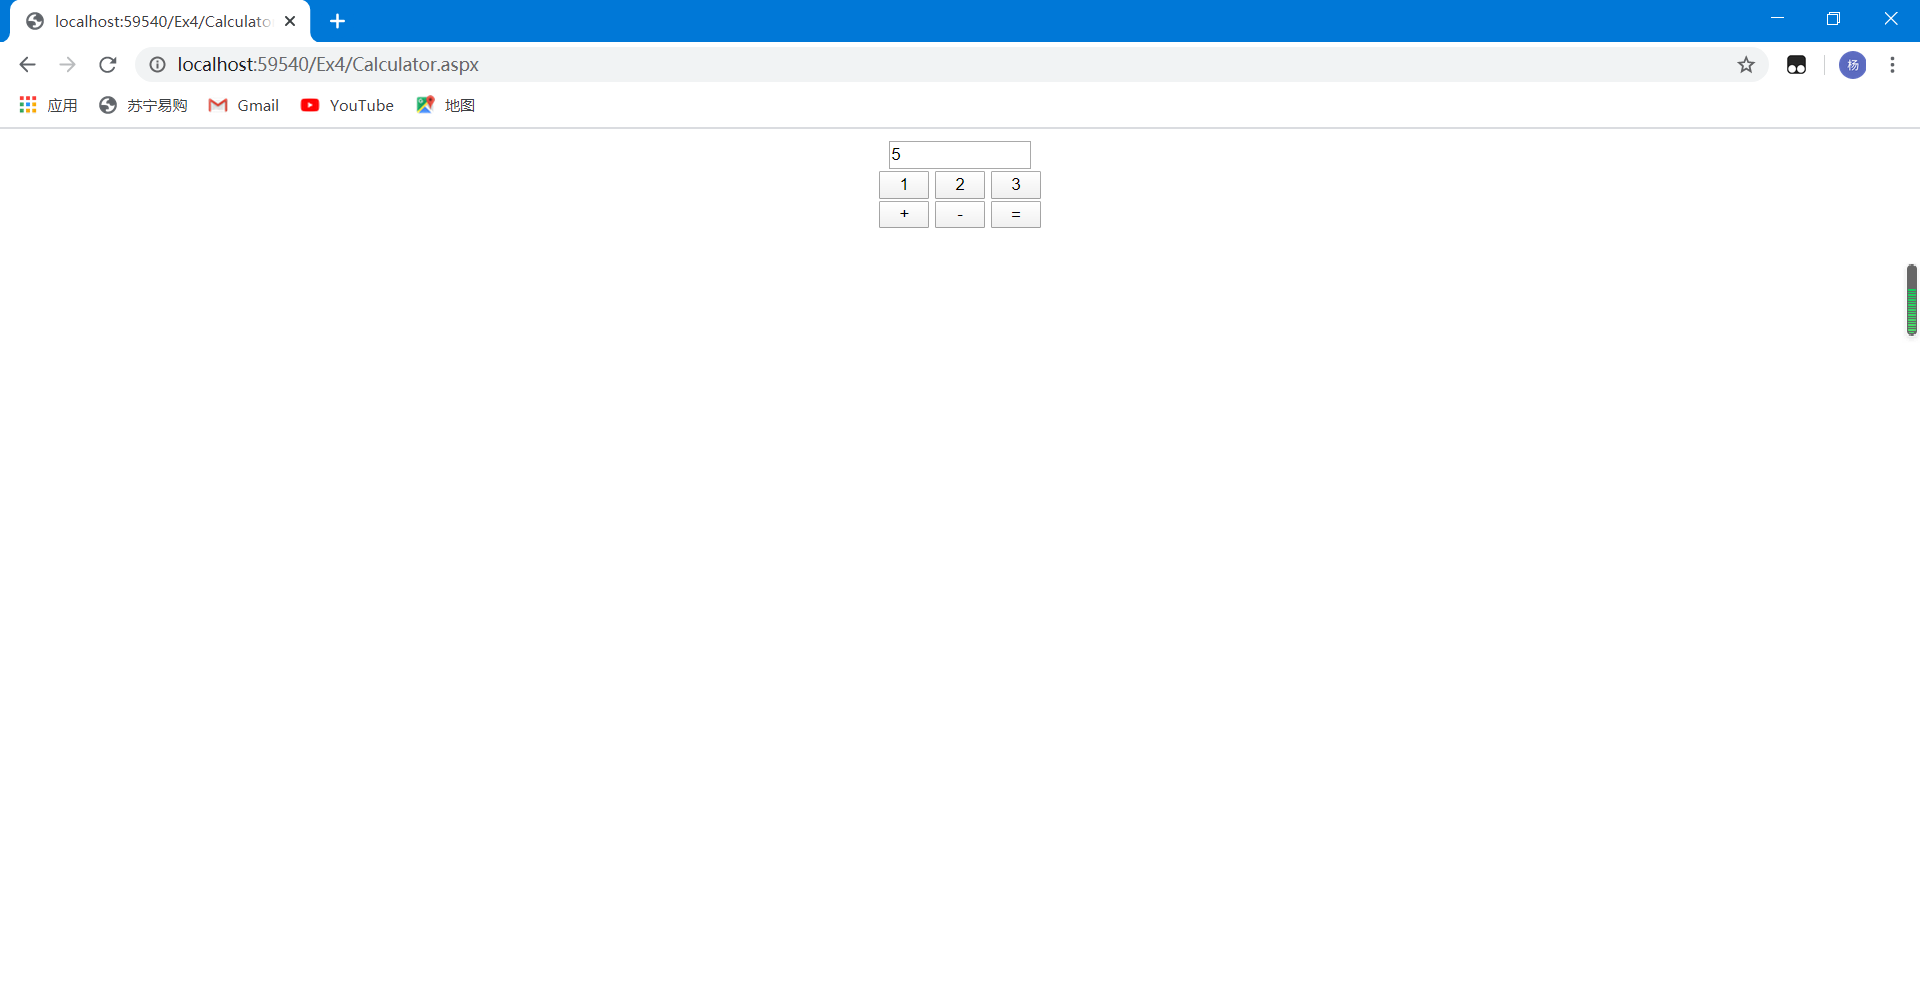 localhost:59540/Ex4/Calculato
localhost:59540/Ex4/Calculator.aspx
杨
应用 苏宁易购 Gmail YouTube 地图
5
1 2 3
+ - =